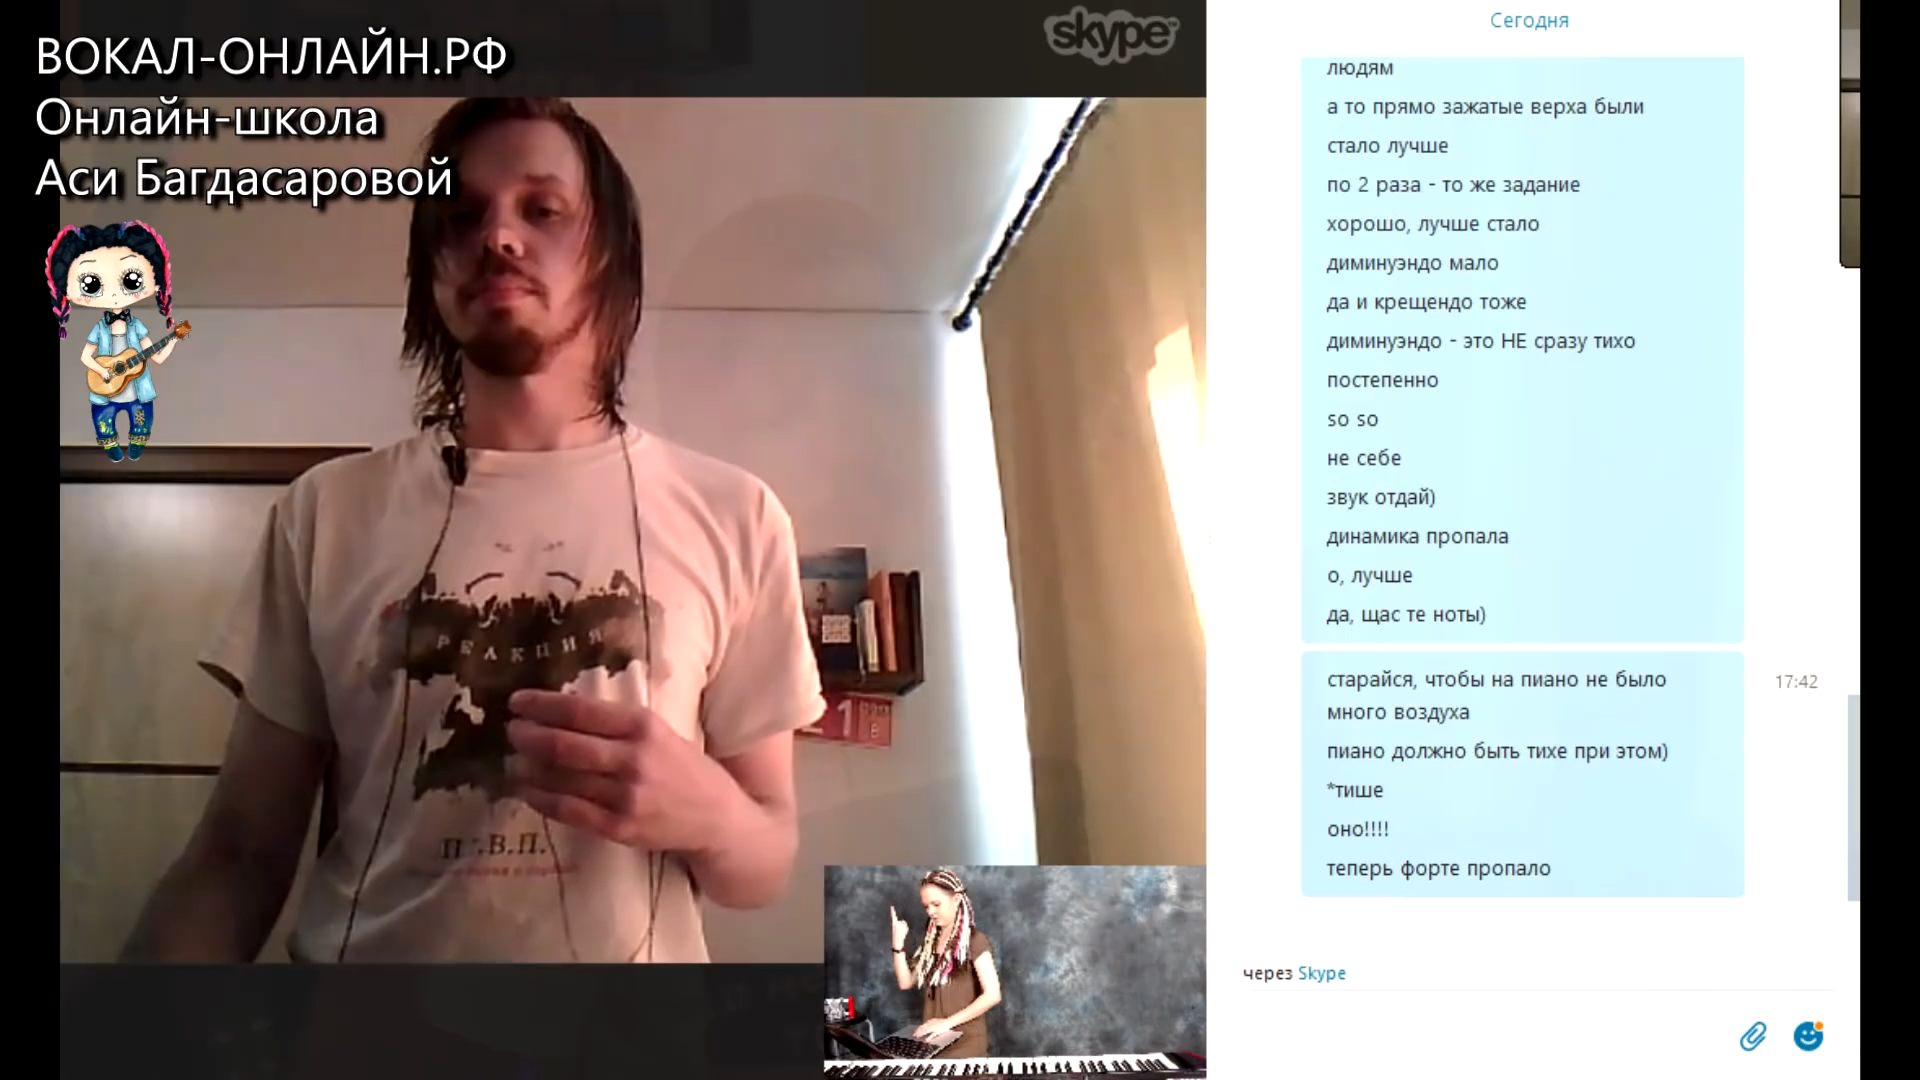 ВОКАЛ-ОНЛАЙН.РФ
Онлайн-школа
Аси Багдасаровой
skype
РЕАКЦИЯ
Сегодня
людям
а то прямо зажатые верха были
стало лучше
по 2 раза - то же задание
хорошо, лучше стало
диминуэндо мало
да и крещендо тоже
диминуэндо - это НЕ сразу тихо
постепенно
so so
не себе
звук отдай)
динамика пропала
о, лучше
да, щас те ноты)
старайся, чтобы на пиано не было
много воздуха
17:42
пиано должно быть тихе при этом)
*тише
оно!!!!
теперь форте пропало
через Skype